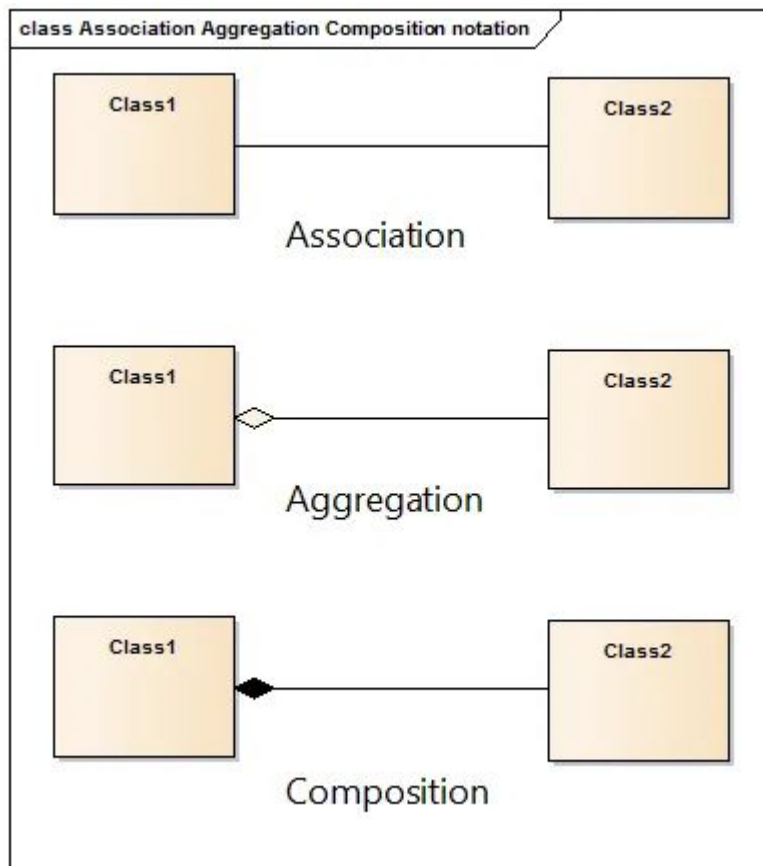 class Association Aggregation Composition notation
Class1
Class2
Association
Class1
Class2
Aggregation
Class1
Class2
Composition